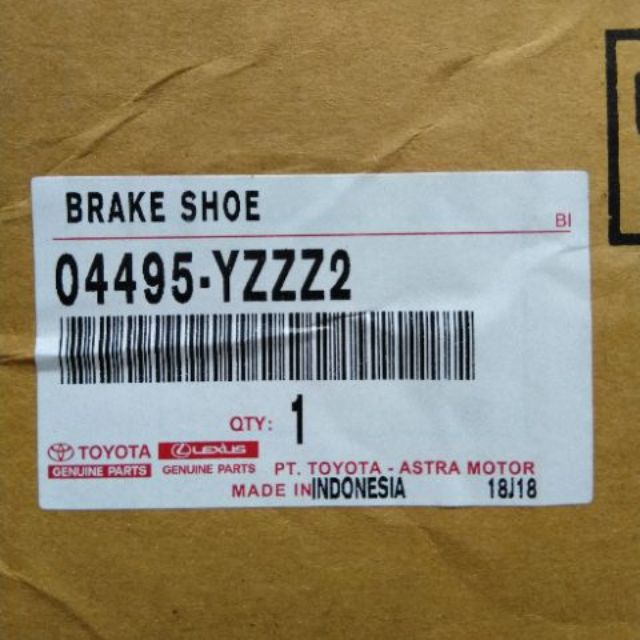 BRAKE SHOE
BI
04495-YZZZ2
QTY: 1
TOYOTA LEXUS
GENUINE PARTS GENUINE PARTS PT. TOYOTA - ASTRA MOTOR
MADE IN INDONESIA 18J18